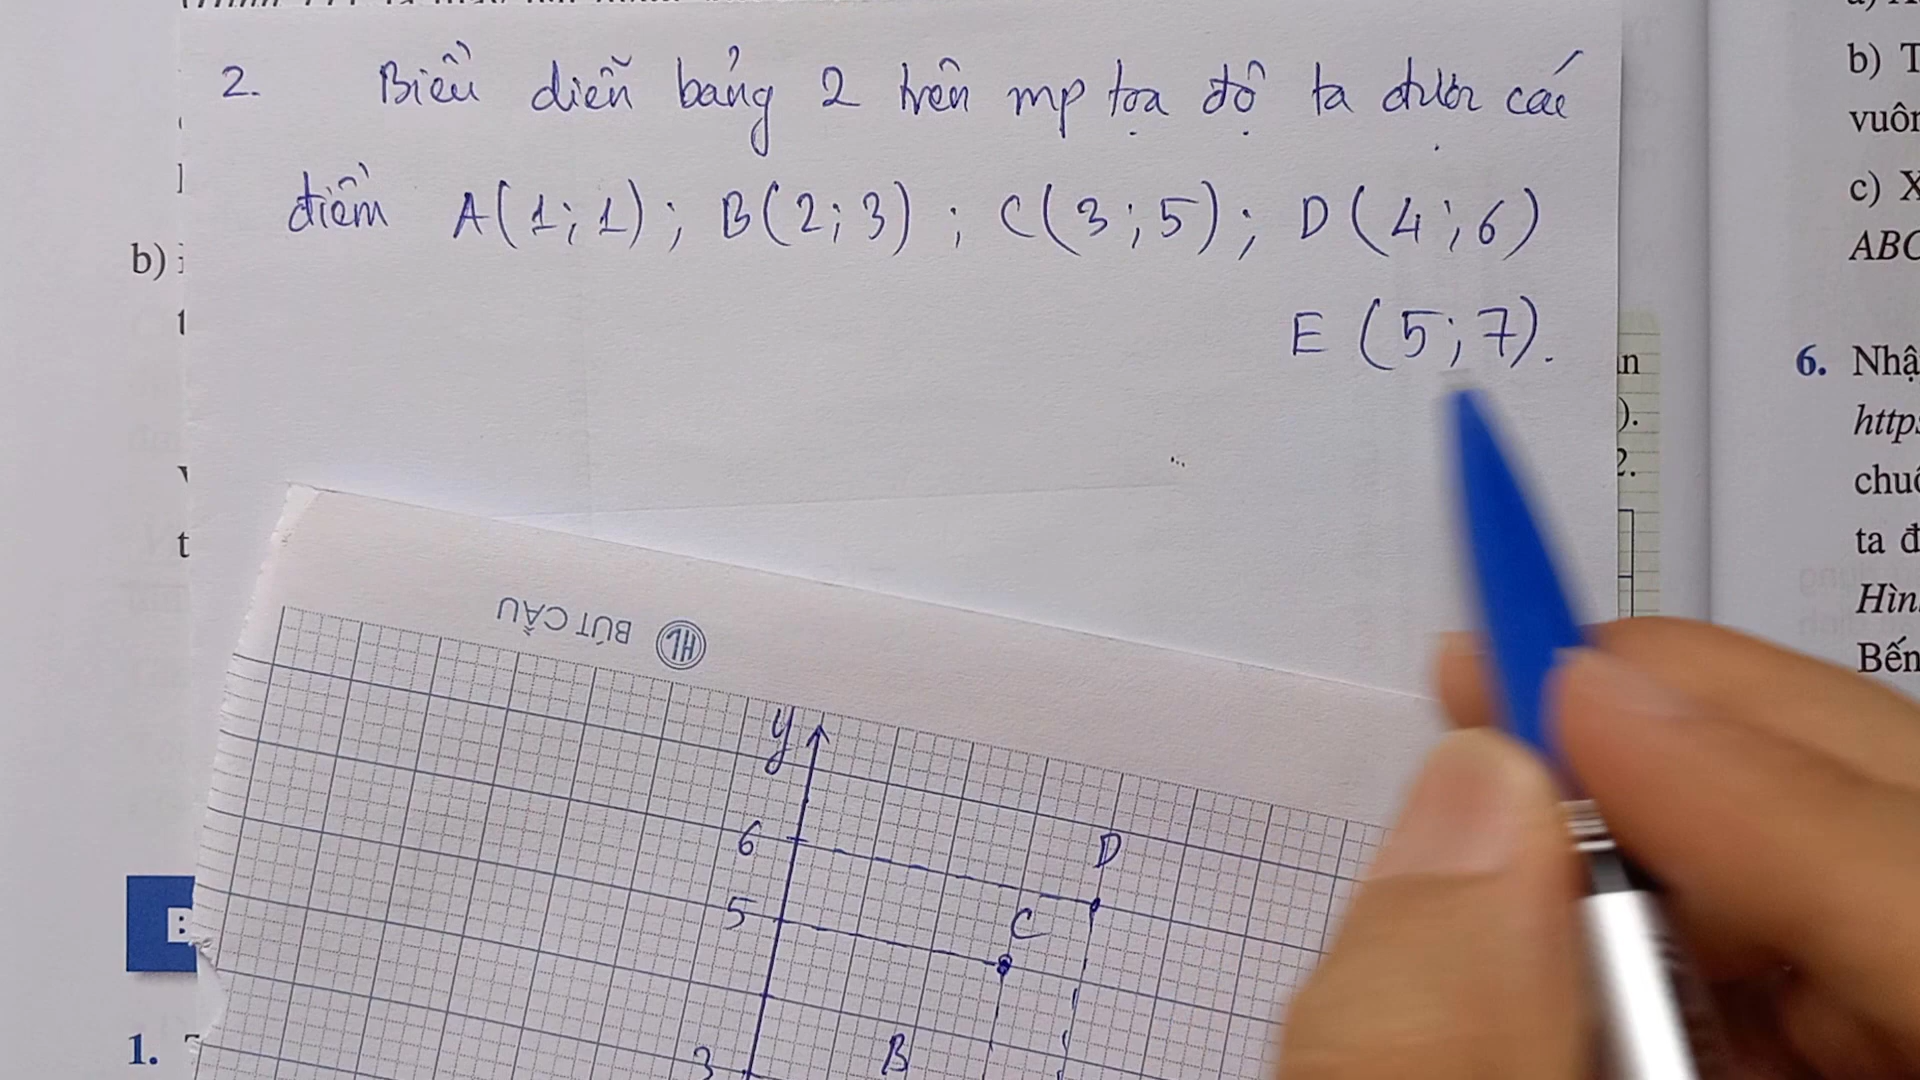 2. Biểu diễn bảng 2 trên mp tọa độ ta được các
điểm A(1;1); B(2;3); C(3;5); D(4;6)
E(5;7).
b)
BÚT CẦU
HL
y
6
D
5
C
3
B
1.
b) T
c) X
ABC
6. Nhậ
http
ta đ
Hìn
Bến